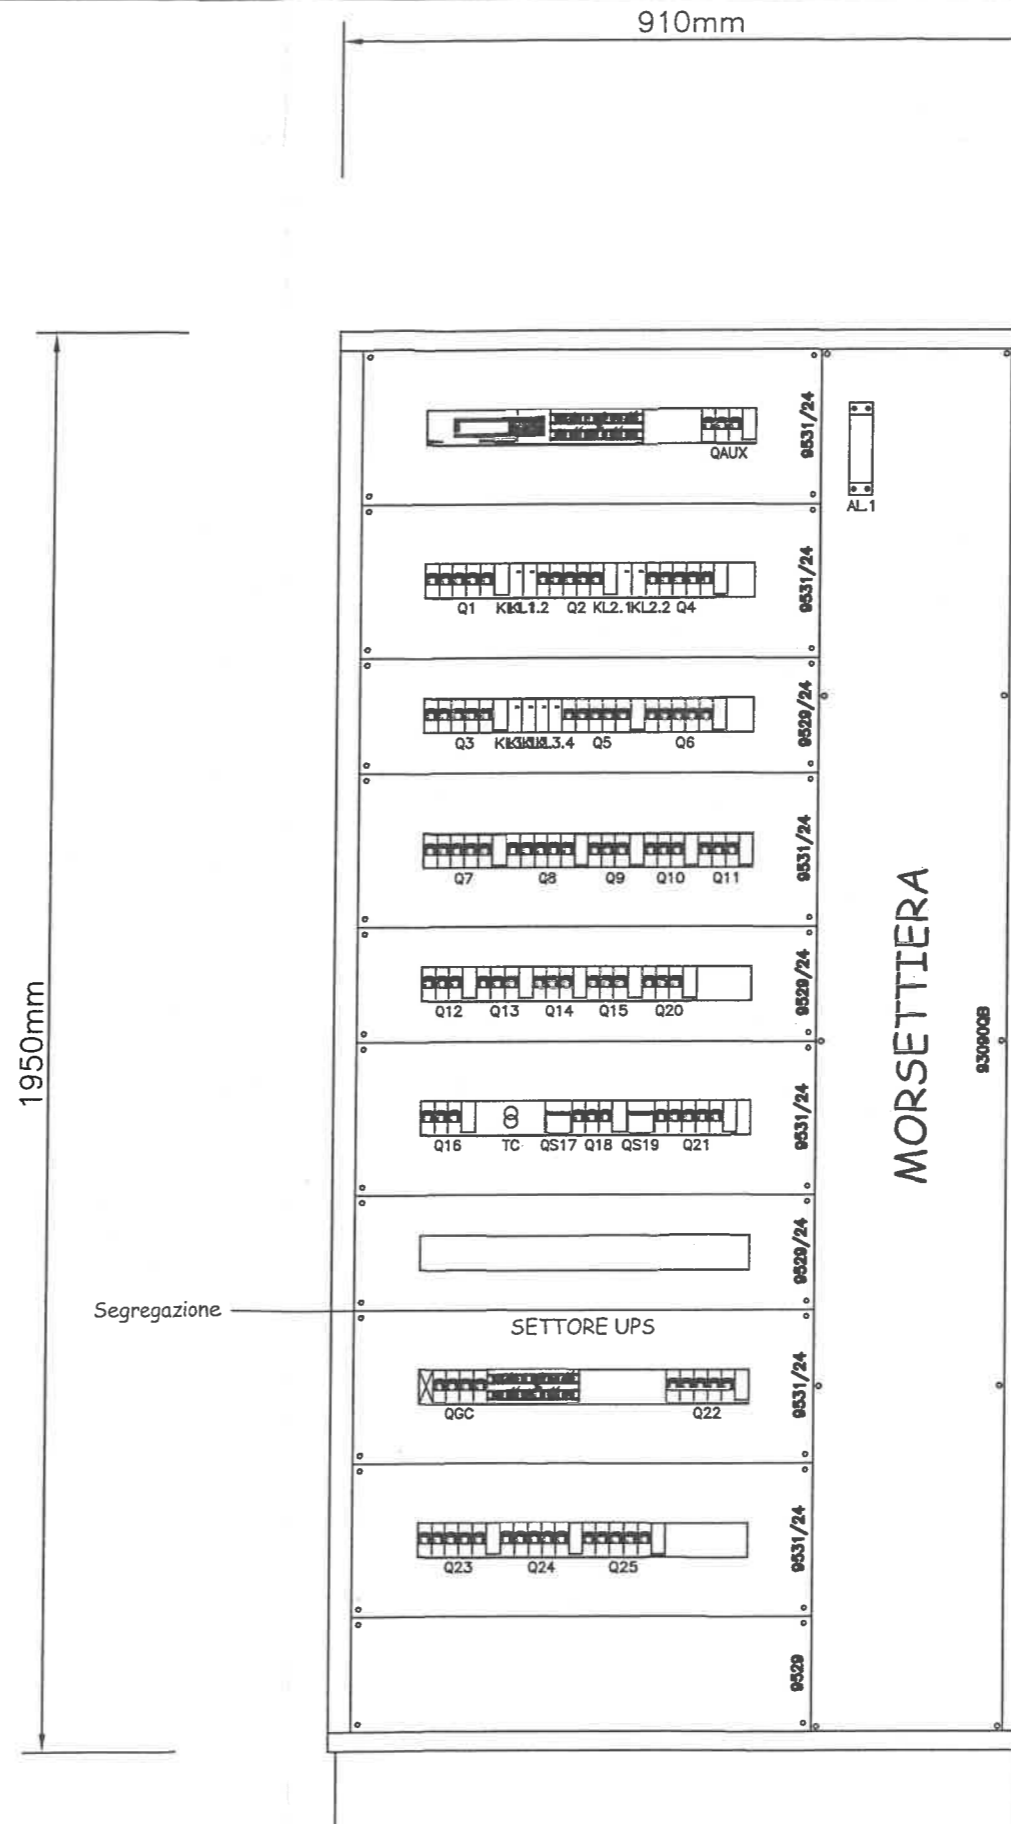 910mm
1950mm
9531/24
QAUX
AL.1
9531/24
Q1 KL1.2 Q2 KL2.1 KL2.2 Q4
9529/24
Q3 Q5 Q6
9531/24
Q7 Q8 Q9 Q10 Q11
9529/24
Q12 Q13 Q14 Q15 Q20
MORSETTIERA
93090QB
9531/24
Q16 TC QS17 Q18 QS19 Q21
9529/24
Segregazione
SETTORE UPS
9531/24
QGC Q22
9531/24
Q23 Q24 Q25
9529